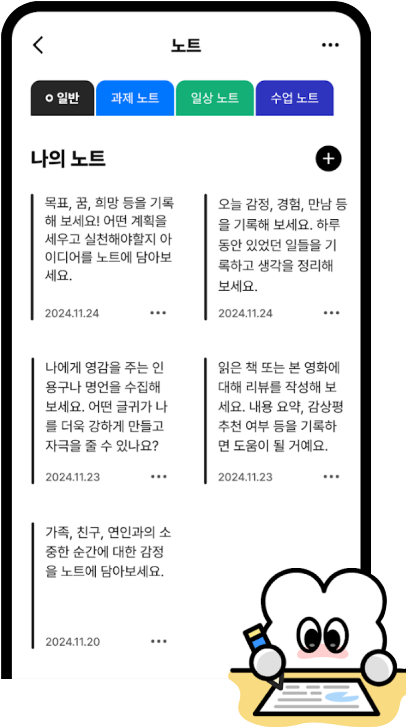 노트
일반
과제 노트
일상 노트
수업 노트
나의 노트
목표, 꿈, 희망 등을 기록
해 보세요! 어떤 계획을
세우고 실천해야할지 아
이디어를 노트에 담아보
세요.
2024.11.24
오늘 감정, 경험, 만남 등
을 기록해 보세요. 하루
동안 있었던 일들을 기
록하고 생각을 정리해
보세요.
2024.11.24
나에게 영감을 주는 인
용구나 명언을 수집해
보세요. 어떤 글귀가 나
를 더욱 강하게 만들고
자극을 줄 수 있나요?
2024.11.23
읽은 책 또는 본 영화에
대해 리뷰를 작성해 보
세요. 내용 요약, 감상평
추천 여부 등을 기록하
면 도움이 될 거예요.
2024.11.23
가족, 친구, 연인과의 소
중한 순간에 대한 감정
을 노트에 담아보세요.
2024.11.20